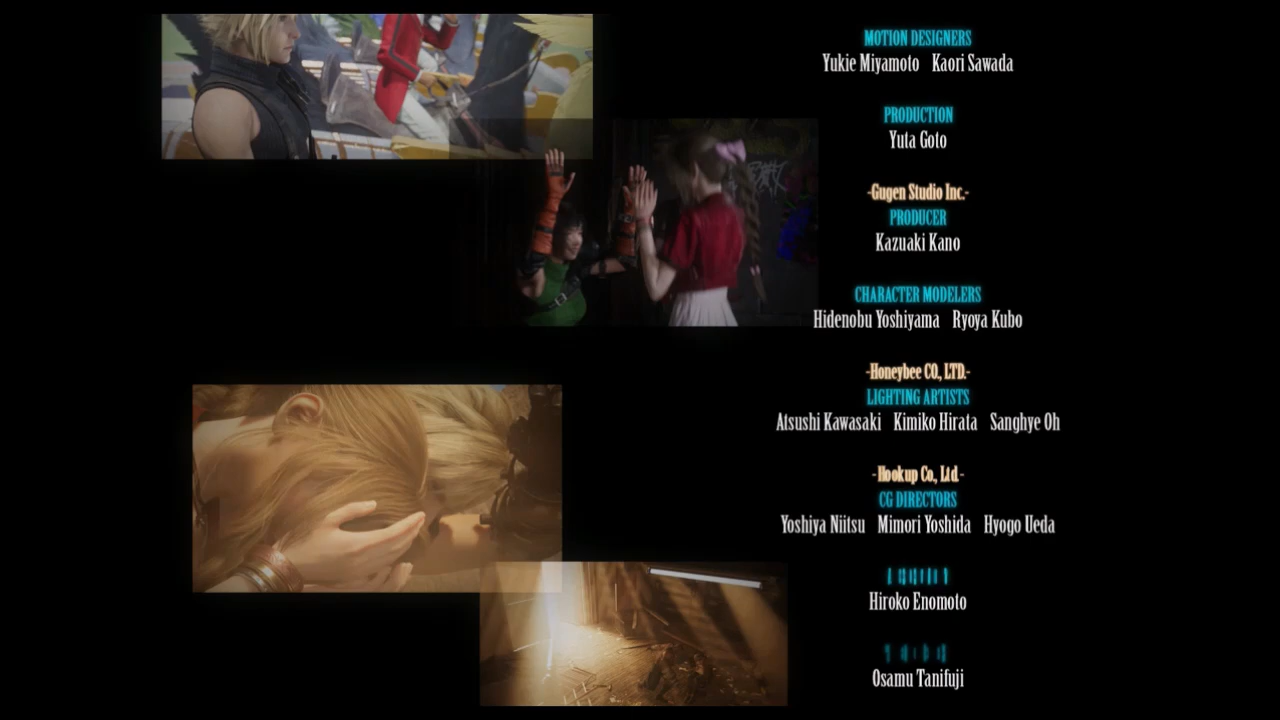 MOTION DESIGNERS
Yukie Miyamoto Kaori Sawada
PRODUCTION
Yuta Goto
-Gugen Studio Inc.-
PRODUCER
Kazuaki Kano
CHARACTER MODELERS
Hidenobu Yoshiyama Ryoya Kubo
-Honeybee CO., LTD.-
LIGHTING ARTISTS
Atsushi Kawasaki Kimiko Hirata Sanghye Oh
-Hookup Co., Ltd.-
CG DIRECTORS
Yoshiya Niitsu Mimori Yoshida Hyogo Ueda
Hiroko Enomoto
Osamu Tanifuji